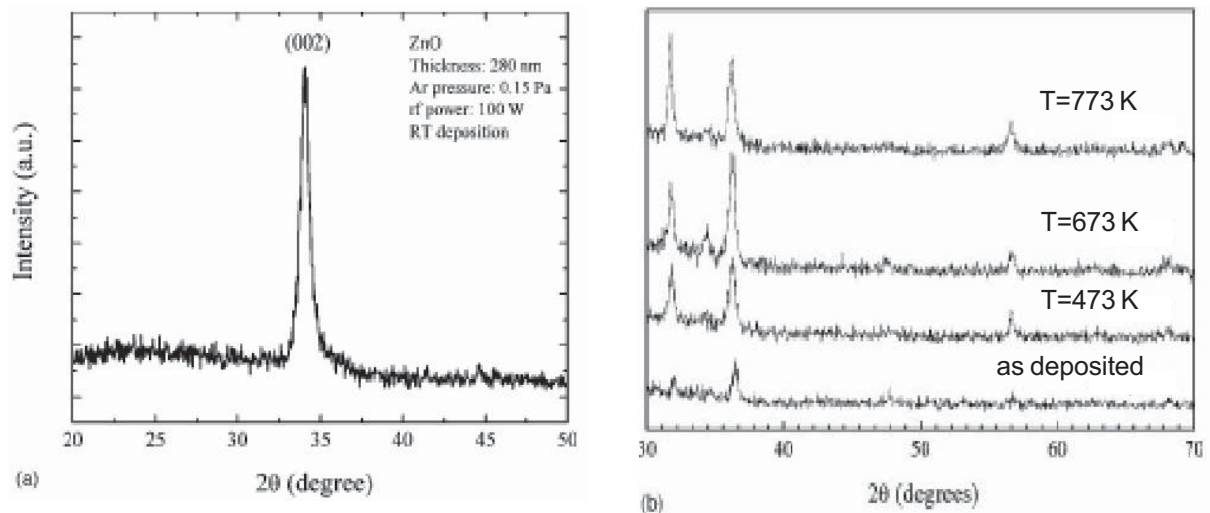 (002)
ZnO
Thickness: 280 nm
Ar pressure: 0.15 Pa
rf power: 100 W
RT deposition
Intensity (a.u.)
20 25 30 35 40 45 50
2θ (degree)
(a)
T=773 K
T=673 K
T=473 K
as deposited
30 40 50 60 70
2θ (degrees)
(b)